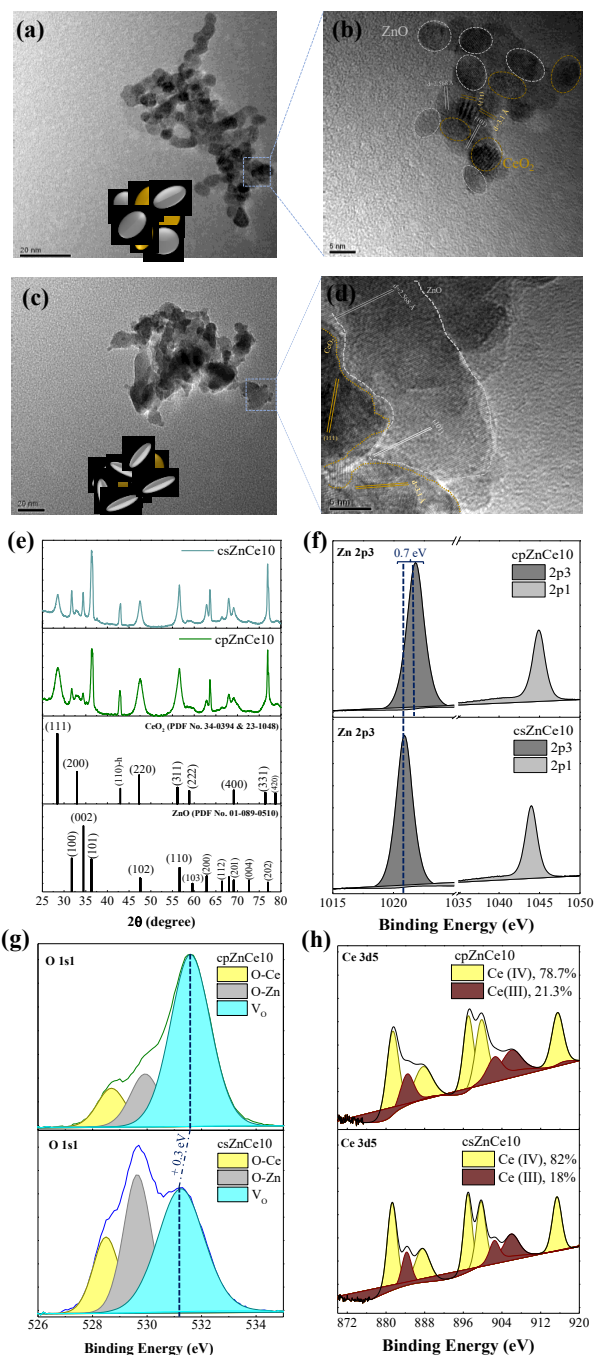 (a)
20 nm
(b)
ZnO
(111)
CeO2
5 nm
(c)
20 nm
(d)
d=2.598 Å
ZnO
CeO2
(111)
5 nm
(e)
csZnCe10
cpZnCe10
CeO2 (PDF No. 34-0394 & 23-1048)
(111)
(200)
(110)-h
(220)
(311)
(222)
(400)
(331)
(420)
ZnO (PDF No. 01-089-0510)
(100)
(002)
(101)
(102)
(110)
(103)
(200)
(112)
(201)
(004)
(202)
25 30 35 40 45 50 55 60 65 70 75 80
2θ (degree)
(f)
Zn 2p3
0.7 eV
cpZnCe10
2p3
2p1
Zn 2p3
csZnCe10
2p3
2p1
1015 1020 1035 1040 1045 1050
Binding Energy (eV)
(g)
O 1s1
cpZnCe10
O-Ce
O-Zn
VO
O 1s1
+ 0.3 eV
csZnCe10
O-Ce
O-Zn
VO
526 528 530 532 534
Binding Energy (eV)
(h)
Ce 3d5
cpZnCe10
Ce (IV), 78.7%
Ce(III), 21.3%
Ce 3d5
csZnCe10
Ce (IV), 82%
Ce (III), 18%
870 880 888 896 904 912 920
Binding Energy (eV)